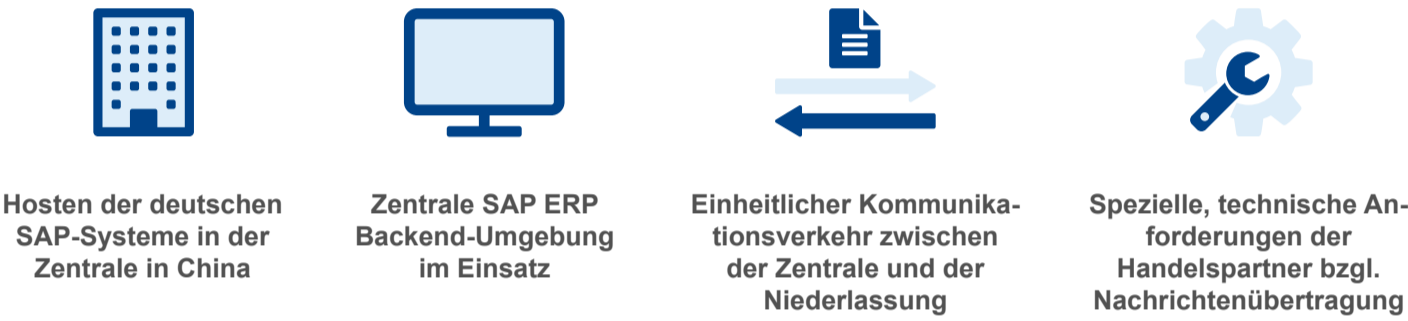 Hosten der deutschen
SAP-Systeme in der
Zentrale in China
Zentrale SAP ERP
Backend-Umgebung
im Einsatz
Einheitlicher Kommunika-
tionsverkehr zwischen
der Zentrale und der
Niederlassung
Spezielle, technische An-
forderungen der
Handelspartner bzgl.
Nachrichtenübertragung